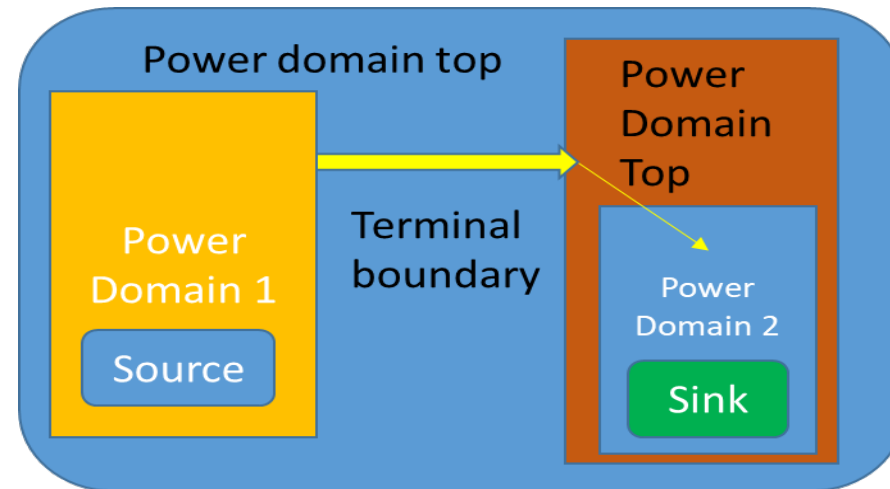 Power domain top
Power
Domain
Top
Terminal
boundary
Power
Domain 1
Source
Power
Domain 2
Sink